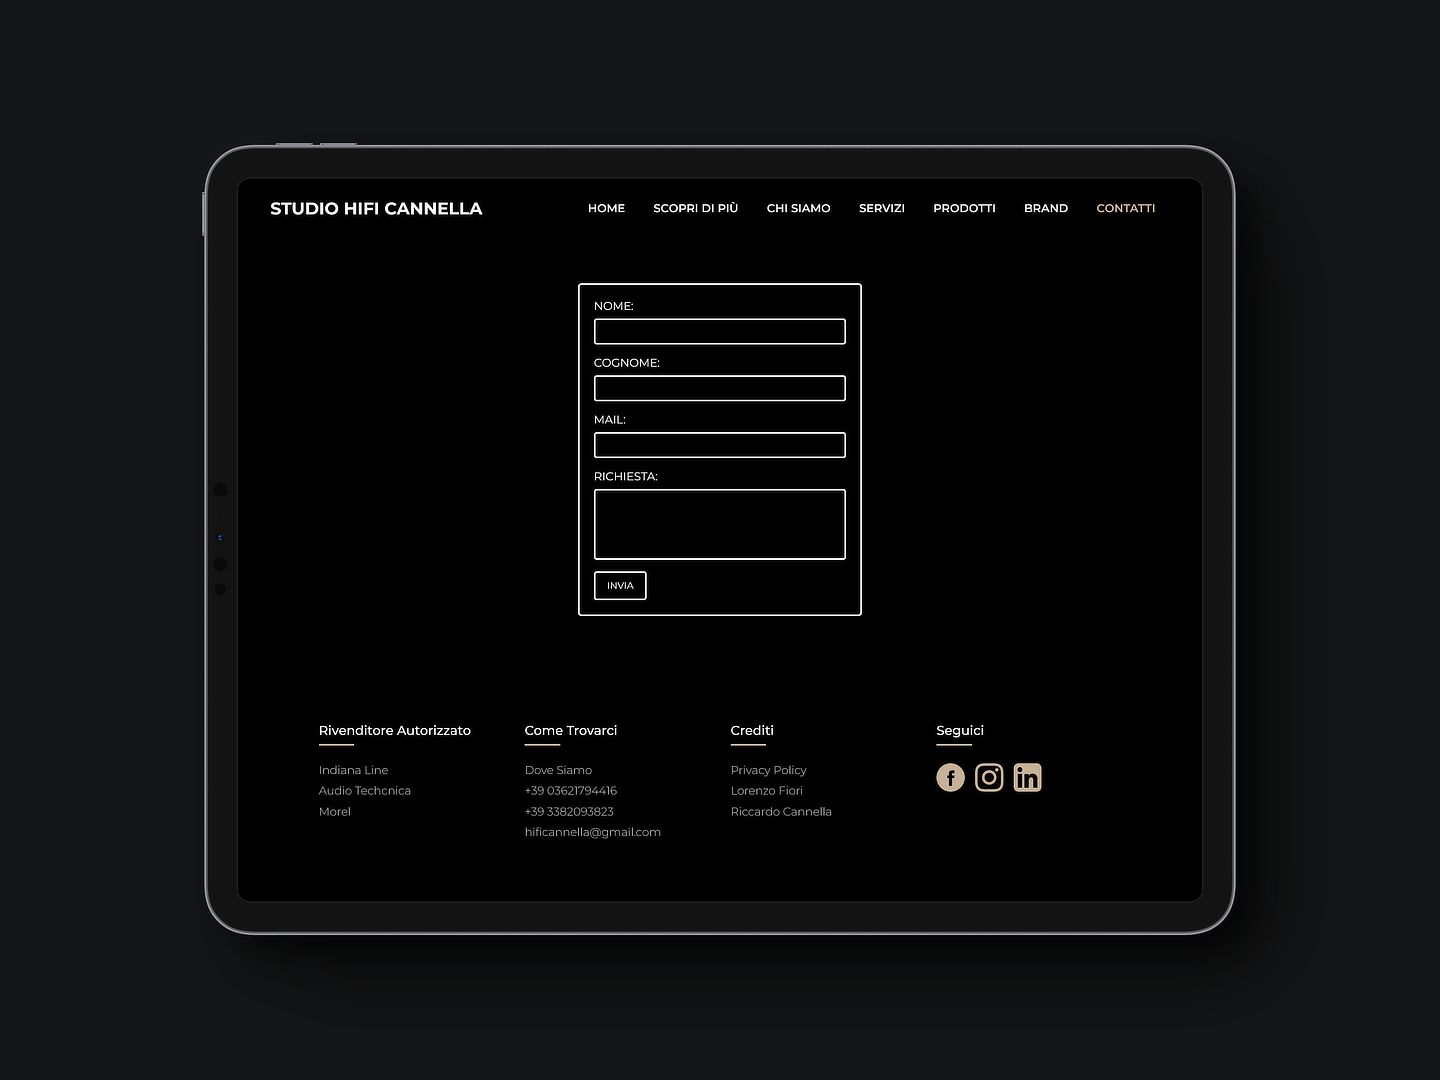 STUDIO HIFI CANNELLA
HOME SCOPRI DI PIÙ CHI SIAMO SERVIZI PRODOTTI BRAND CONTATTI
NOME:
COGNOME:
MAIL:
RICHIESTA:
INVIA
Rivenditore Autorizzato
Indiana Line
Audio Techcnica
Morel
Come Trovarci
Dove Siamo
+39 03621794416
+39 3382093823
hificannella@gmail.com
Crediti
Privacy Policy
Lorenzo Fiori
Riccardo Cannella
Seguici